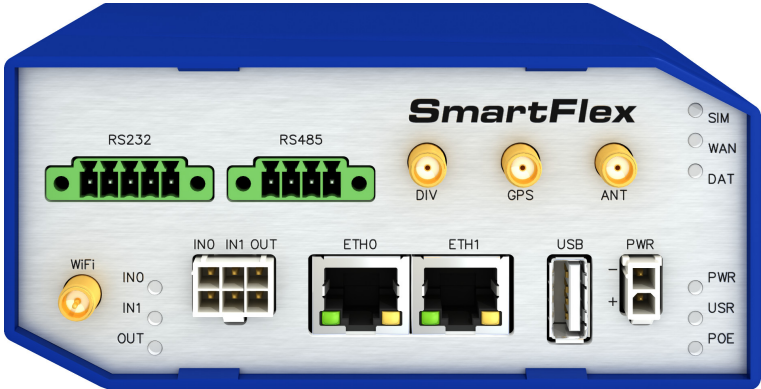 SmartFlex
SIM
WAN
DAT
RS232
RS485
DIV
GPS
ANT
WiFi
IN0
IN1
OUT
IN0 IN1 OUT
ETH0
ETH1
USB
PWR
−
+
PWR
USR
POE